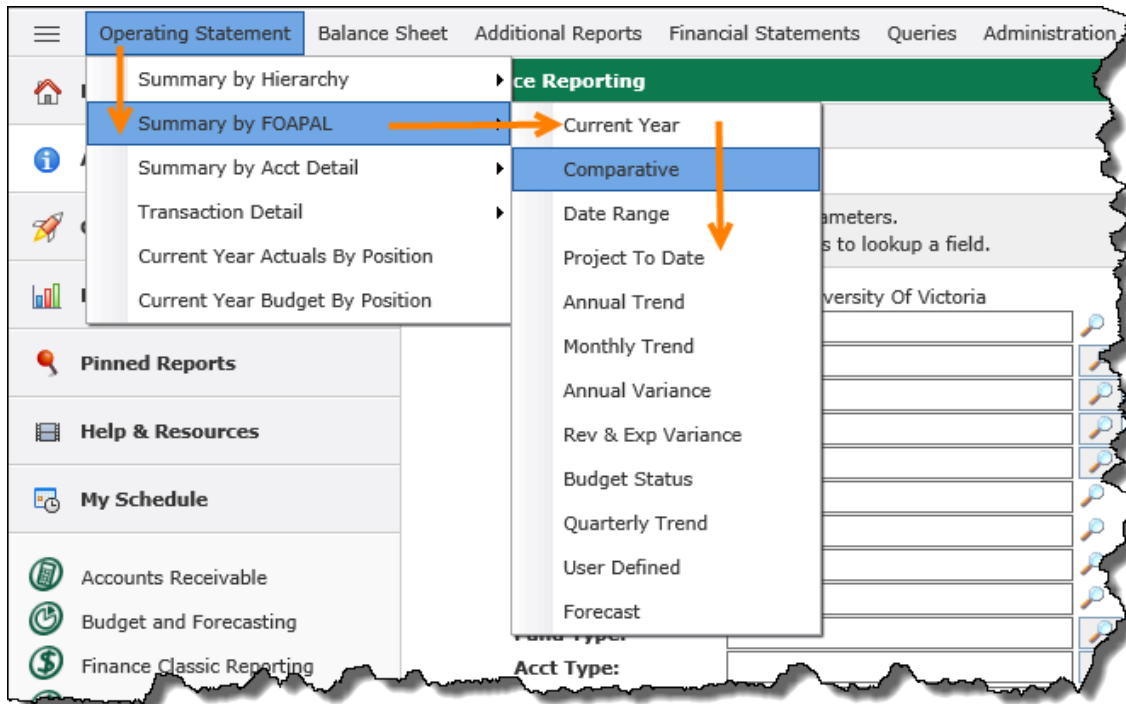 Operating Statement Balance Sheet Additional Reports Financial Statements Queries Administration
Summary by Hierarchy
Summary by FOAPAL
Summary by Acct Detail
Transaction Detail
Current Year Actuals By Position
Current Year Budget By Position
ce Reporting
Current Year
Comparative
Date Range
Project To Date
Annual Trend
Monthly Trend
Annual Variance
Rev & Exp Variance
Budget Status
Quarterly Trend
User Defined
Forecast
ameters.
s to lookup a field.
versity Of Victoria
Pinned Reports
Help & Resources
My Schedule
Accounts Receivable
Budget and Forecasting
Finance Classic Reporting
Fund Type:
Acct Type: